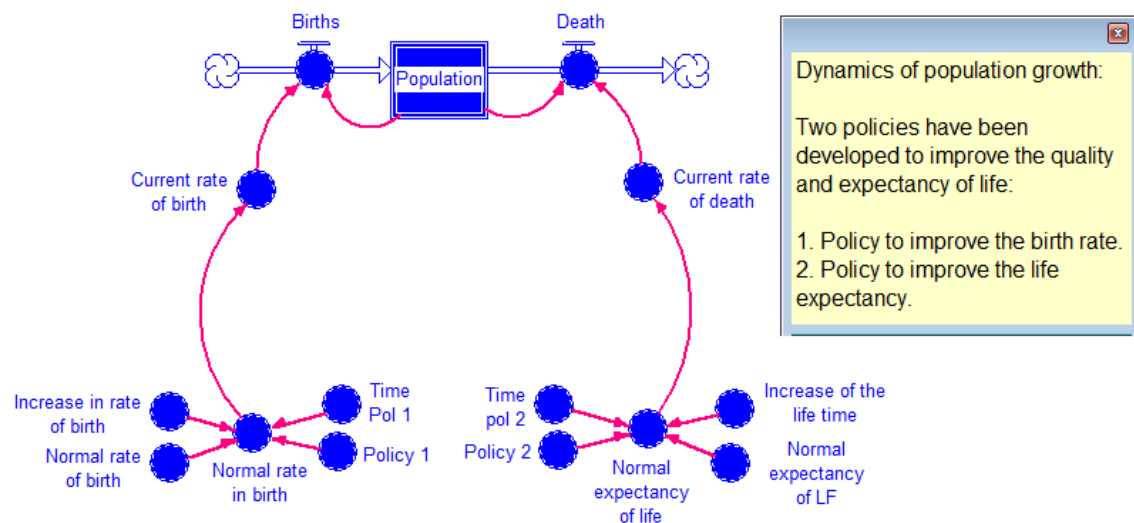 Births
Death
Population
Current rate
of birth
Current rate
of death
Increase in rate
of birth
Normal rate
of birth
Time
Pol 1
Policy 1
Normal rate
in birth
Time
pol 2
Policy 2
Normal
expectancy
of life
Increase of the
life time
Normal
expectancy
of LF
Dynamics of population growth:
Two policies have been
developed to improve the quality
and expectancy of life:
1. Policy to improve the birth rate.
2. Policy to improve the life
expectancy.